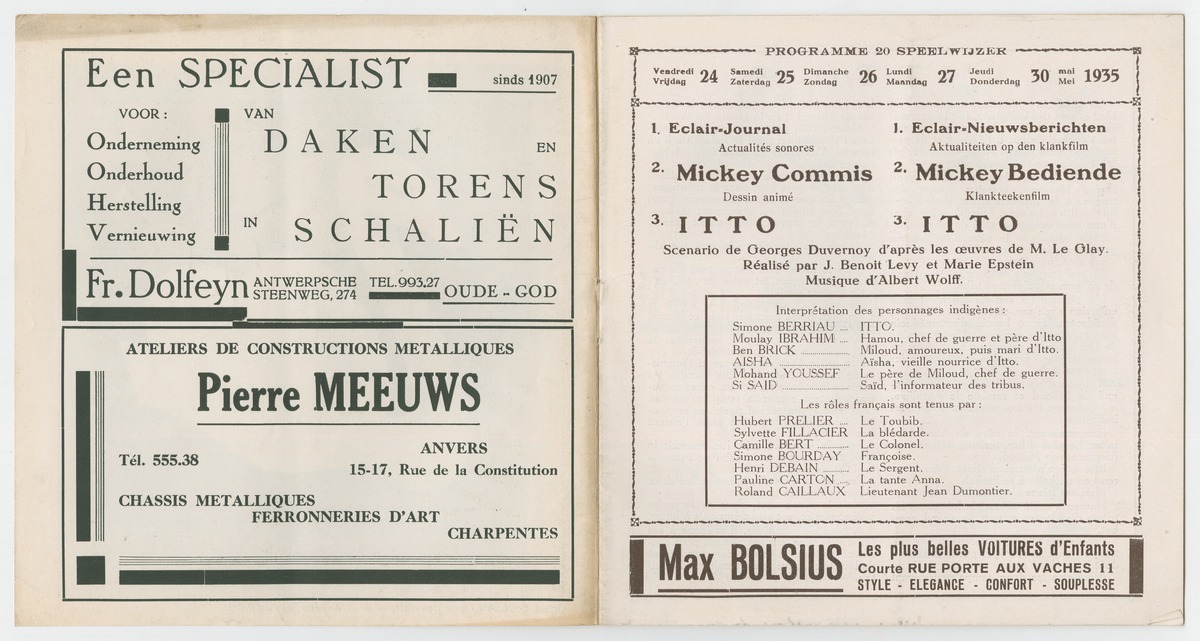 Een SPECIALIST sinds 1907
VOOR : VAN
Onderneming DAKEN EN
Onderhoud TORENS
Herstelling
Vernieuwing IN SCHALIËN
Fr. Dolfeyn ANTWERPSCHE STEENWEG, 274 TEL. 993,27 OUDE - GOD
ATELIERS DE CONSTRUCTIONS METALLIQUES
Pierre MEEUWS
ANVERS
Tél. 555.38 15-17, Rue de la Constitution
CHASSIS METALLIQUES
FERRONNERIES D'ART
CHARPENTES
PROGRAMME 20 SPEELWIJZER
Vendredi Vrijdag 24 Samedi Zaterdag 25 Dimanche Zondag 26 Lundi Maandag 27 Jeudi Donderdag 30 mai Mei 1935
1. Eclair-Journal
Actualités sonores
2. Mickey Commis
Dessin animé
3. ITTO
1. Eclair-Nieuwsberichten
Aktualiteiten op den klankfilm
2. Mickey Bediende
Klankteekenfilm
3. ITTO
Scenario de Georges Duvernoy d'après les œuvres de M. Le Glay.
Réalisé par J. Benoit Levy et Marie Epstein
Musique d'Albert Wolff.
Interprétation des personnages indigènes :
Simone BERRIAU ... ITTO.
Moulay IBRAHIM .... Hamou, chef de guerre et père d'Itto
Ben BRICK .................... Miloud, amoureux, puis mari d'Itto.
AISHA ........................... Aïsha, vieille nourrice d'Itto.
Mohand YOUSSEF Le père de Miloud, chef de guerre.
Si SAID ......................... Saïd, l'informateur des tribus.
Les rôles français sont tenus par :
Hubert PRELIER .... Le Toubib.
Sylvette FILLACIER La blédarde.
Camille BERT ............. Le Colonel.
Simone BOURDAY Françoise.
Henri DEBAIN .......... Le Sergent.
Pauline CARTON .... La tante Anna.
Roland CAILLAUX Lieutenant Jean Dumontier.
Max BOLSIUS
Les plus belles VOITURES d'Enfants
Courte RUE PORTE AUX VACHES 11
STYLE - ELEGANCE - CONFORT - SOUPLESSE